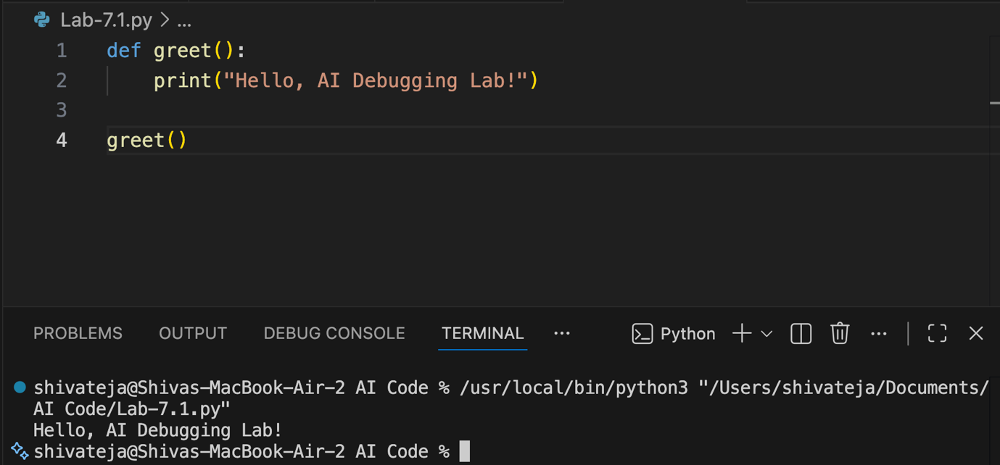 Lab-7.1.py > ...
1 def greet():
2     print("Hello, AI Debugging Lab!")
3
4 greet()
PROBLEMS OUTPUT DEBUG CONSOLE TERMINAL ... Python
shivateja@Shivas-MacBook-Air-2 AI Code % /usr/local/bin/python3 "/Users/shivateja/Documents/
AI Code/Lab-7.1.py"
Hello, AI Debugging Lab!
shivateja@Shivas-MacBook-Air-2 AI Code %